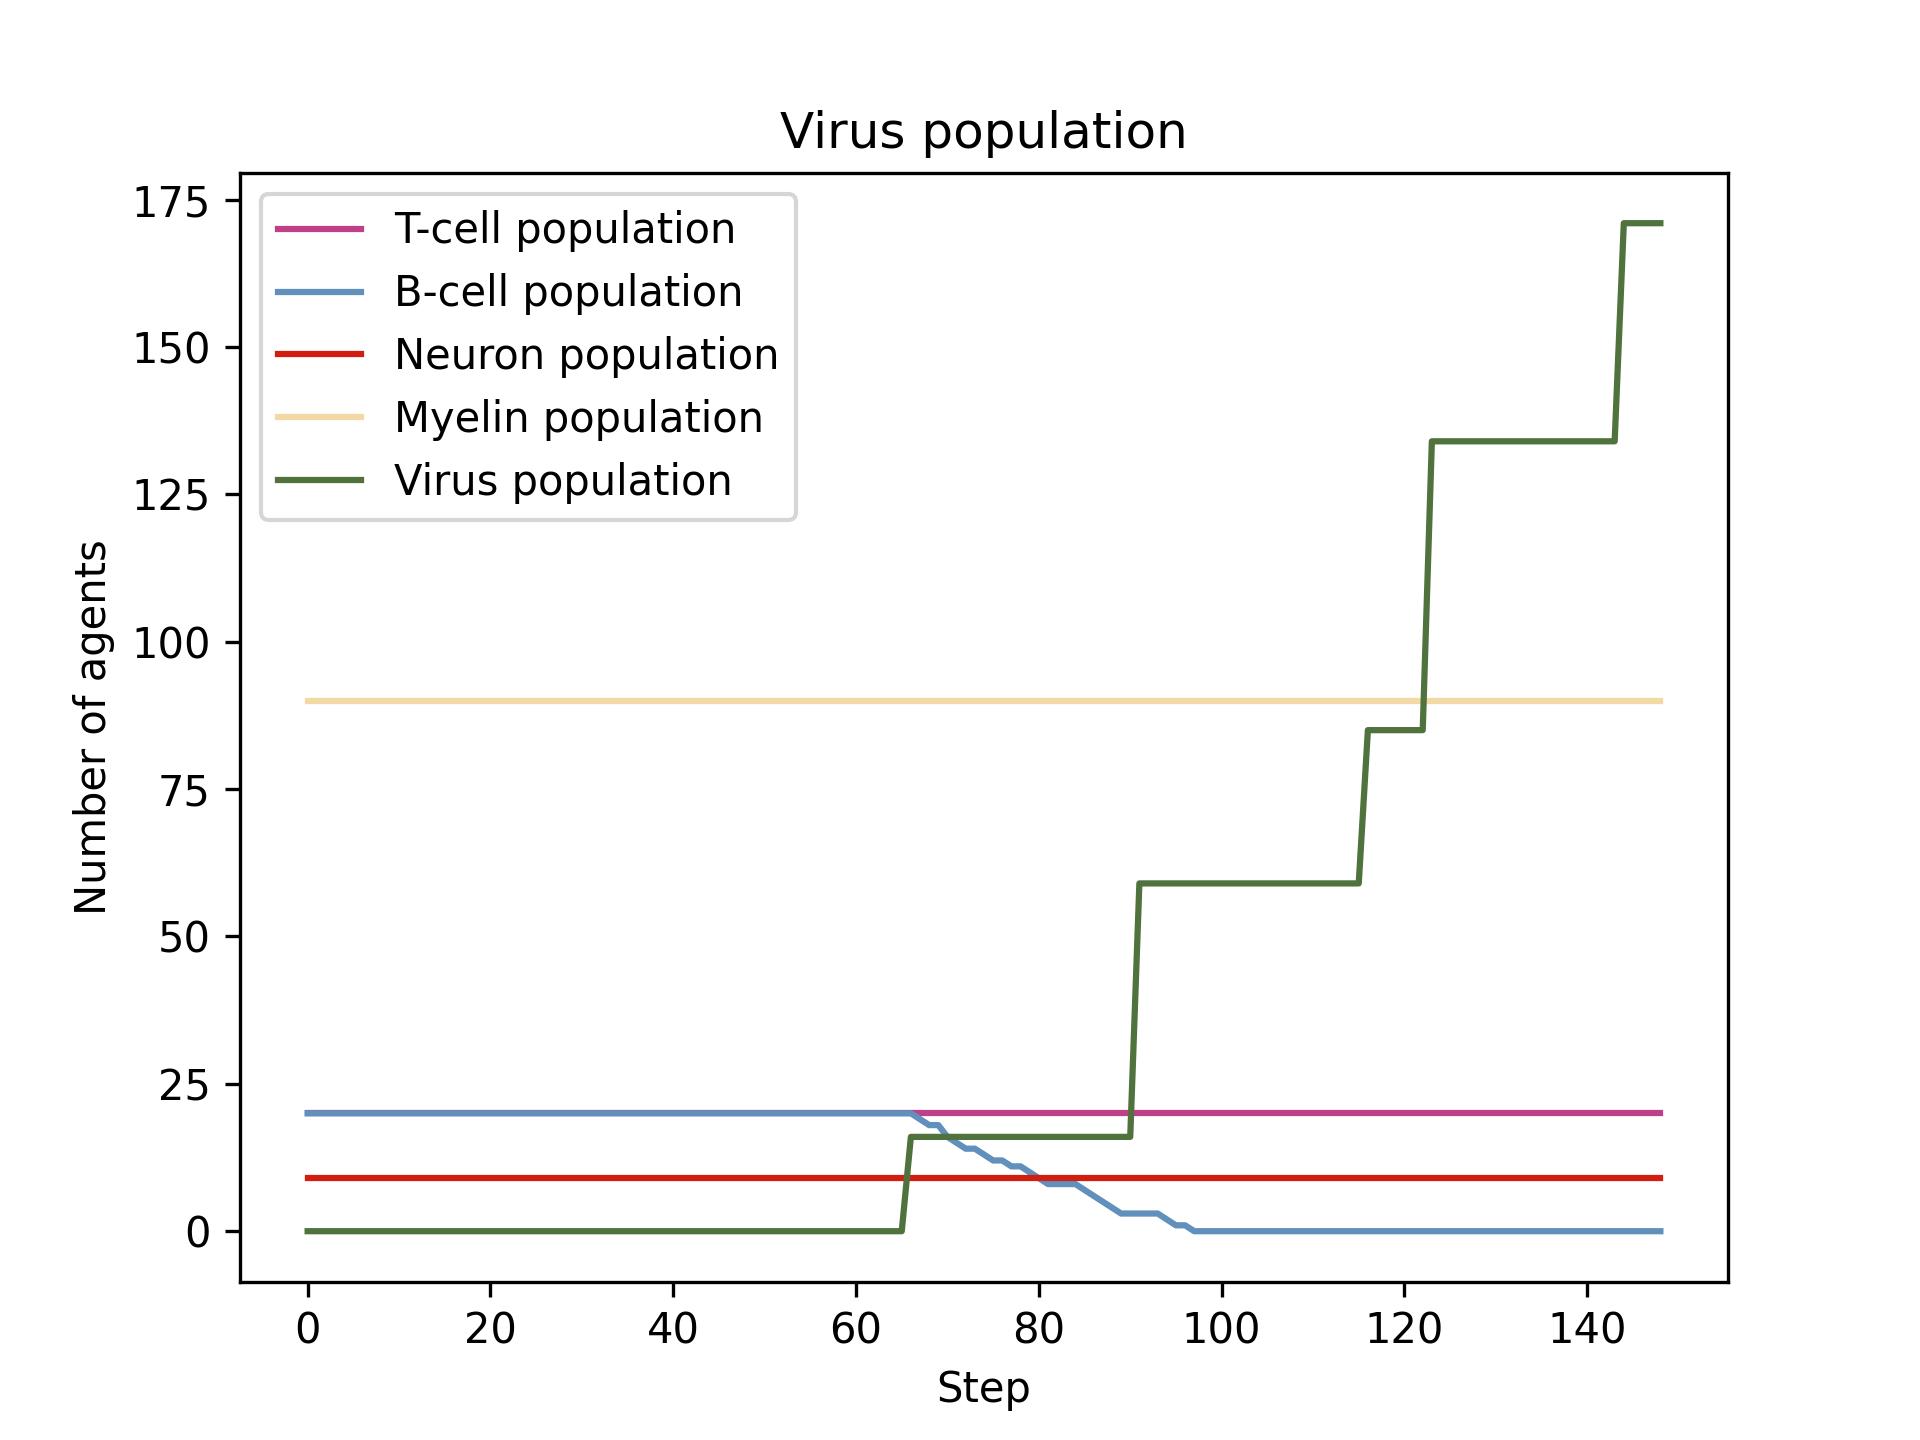 Virus population
T-cell population
B-cell population
Neuron population
Myelin population
Virus population
175
150
125
100
75
50
25
0
Number of agents
0 20 40 60 80 100 120 140
Step